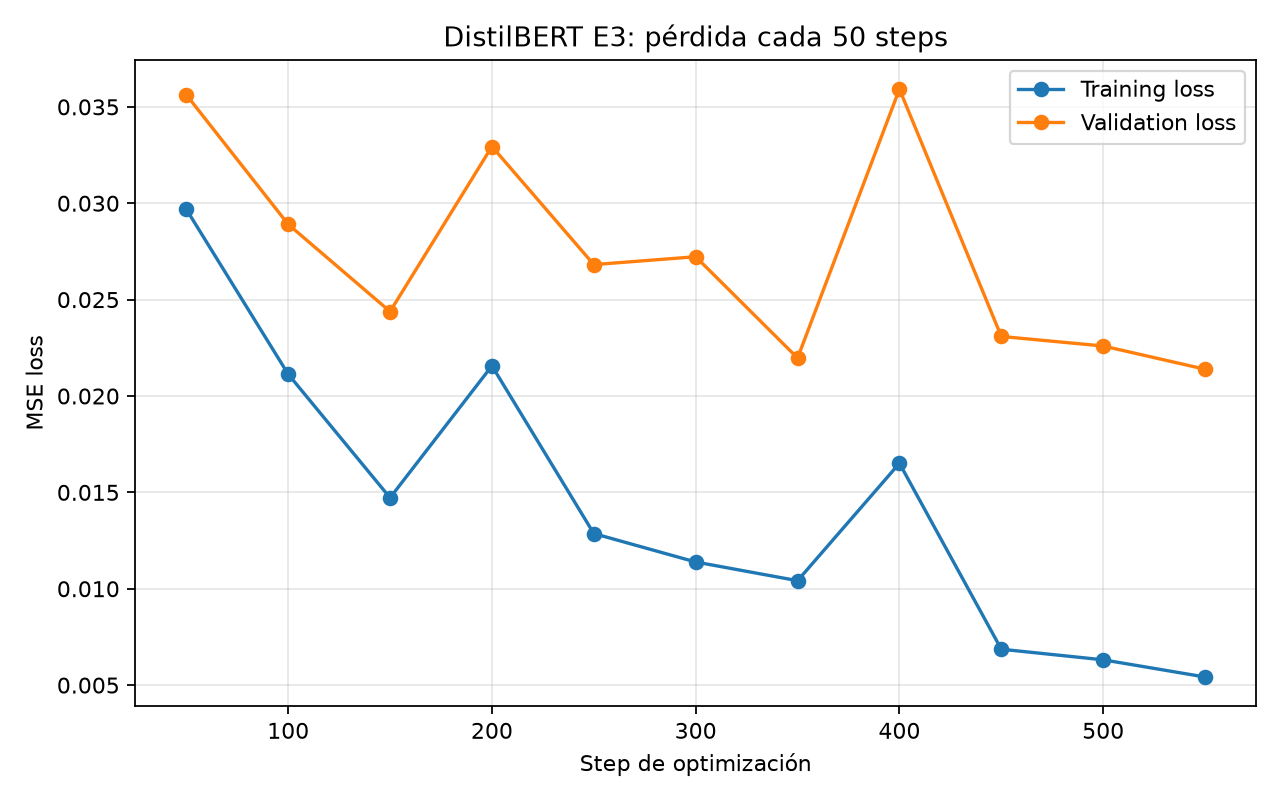 DistilBERT E3: pérdida cada 50 steps
Training loss
Validation loss
MSE loss
0.035
0.030
0.025
0.020
0.015
0.010
0.005
100
200
300
400
500
Step de optimización